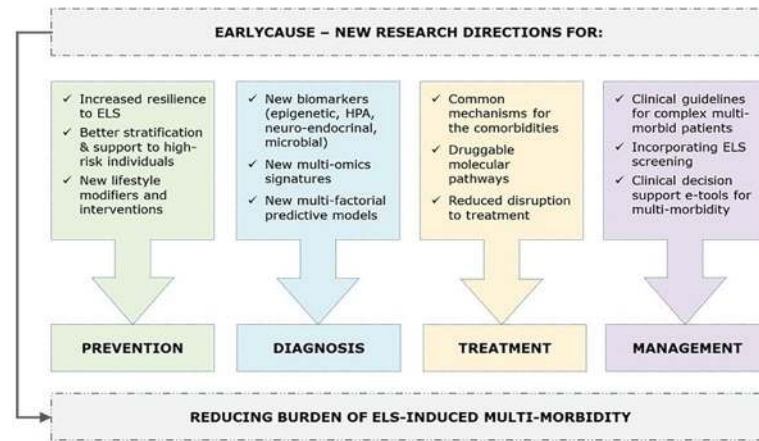 EARLYCAUSE – NEW RESEARCH DIRECTIONS FOR:
✓ Increased resilience to ELS
✓ Better stratification & support to high-risk individuals
✓ New lifestyle modifiers and interventions
✓ New biomarkers (epigenetic, HPA, neuro-endocrinal, microbial)
✓ New multi-omics signatures
✓ New multi-factorial predictive models
✓ Common mechanisms for the comorbidities
✓ Druggable molecular pathways
✓ Reduced disruption to treatment
✓ Clinical guidelines for complex multi-morbid patients
✓ Incorporating ELS screening
✓ Clinical decision support e-tools for multi-morbidity
PREVENTION
DIAGNOSIS
TREATMENT
MANAGEMENT
REDUCING BURDEN OF ELS-INDUCED MULTI-MORBIDITY